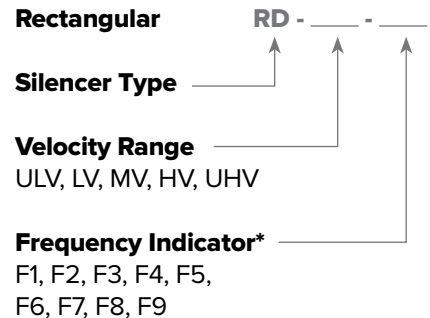 Rectangular RD - ____ - ____
Silencer Type
Velocity Range
ULV, LV, MV, HV, UHV
Frequency Indicator*
F1, F2, F3, F4, F5,
F6, F7, F8, F9